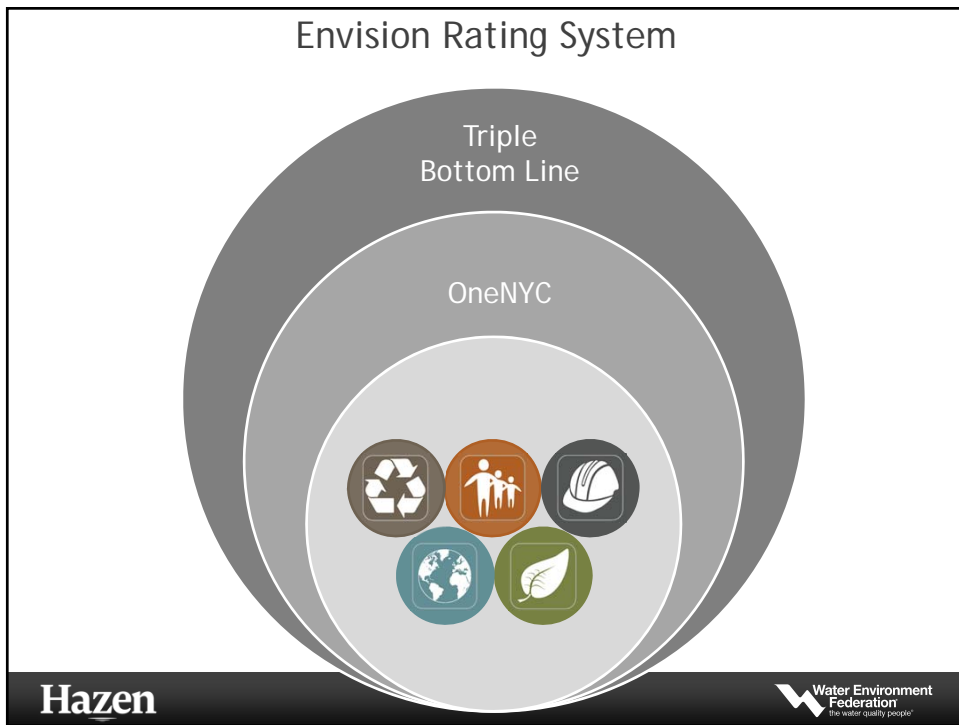 Envision Rating System
Triple
Bottom Line
OneNYC
Hazen
Water Environment
Federation
the water quality people®